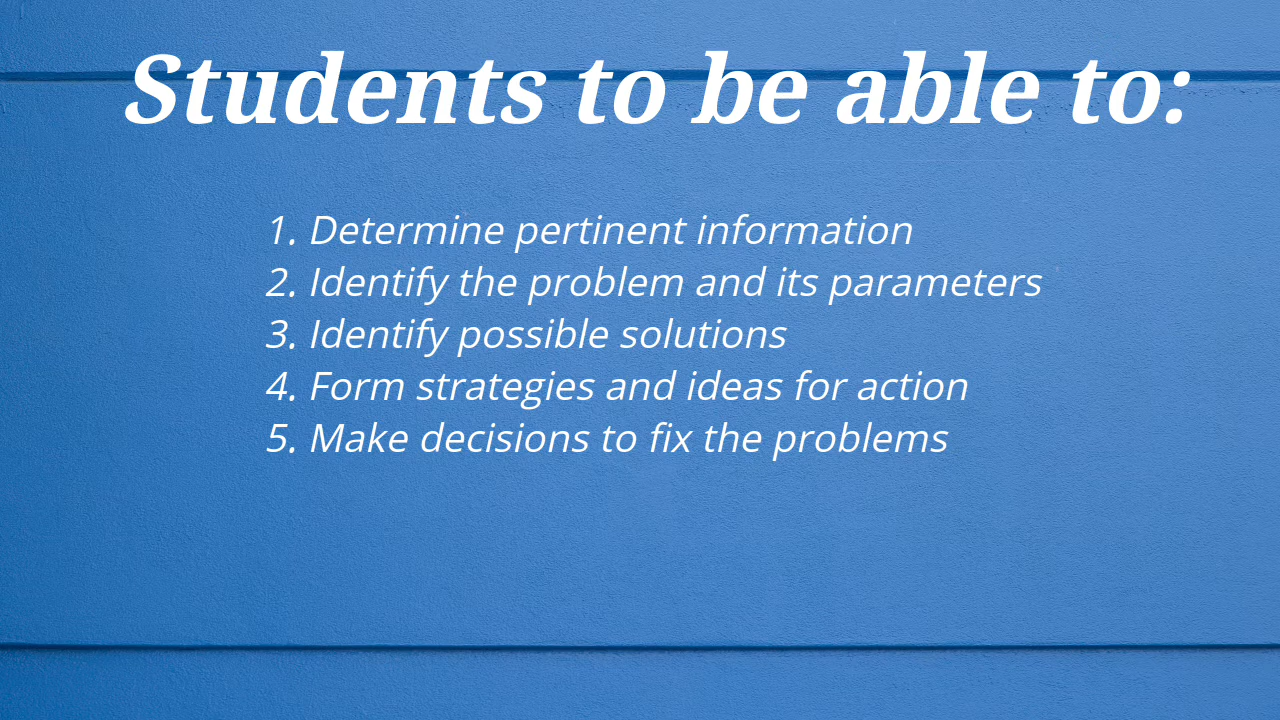 Students to be able to:
1. Determine pertinent information
2. Identify the problem and its parameters
3. Identify possible solutions
4. Form strategies and ideas for action
5. Make decisions to fix the problems